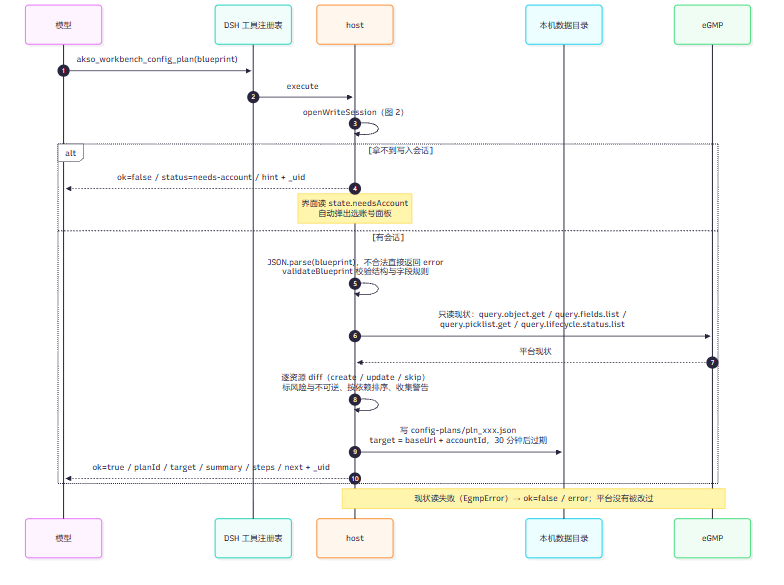 模型
DSH 工具注册表
host
本机数据目录
eGMP
akso_workbench_config_plan(blueprint)
1
execute
2
openWriteSession（图 2）
3
alt
[拿不到写入会话]
ok=false / status=needs-account / hint + _uid
4
界面读 state.needsAccount
自动弹出选账号面板
[有会话]
JSON.parse(blueprint)，不合法直接返回 error
validateBlueprint 校验结构与字段规则
5
只读现状：query.object.get / query.fields.list /
query.picklist.get / query.lifecycle.status.list
6
平台现状
7
逐资源 diff（create / update / skip）
标风险与不可逆、按依赖排序、收集警告
8
写 config-plans/pln_xxx.json
target = baseUrl + accountId，30 分钟后过期
9
ok=true / planId / target / summary / steps / next + _uid
10
现状读失败（EgmpError）→ ok=false / error；平台没有被改过
模型
DSH 工具注册表
host
本机数据目录
eGMP